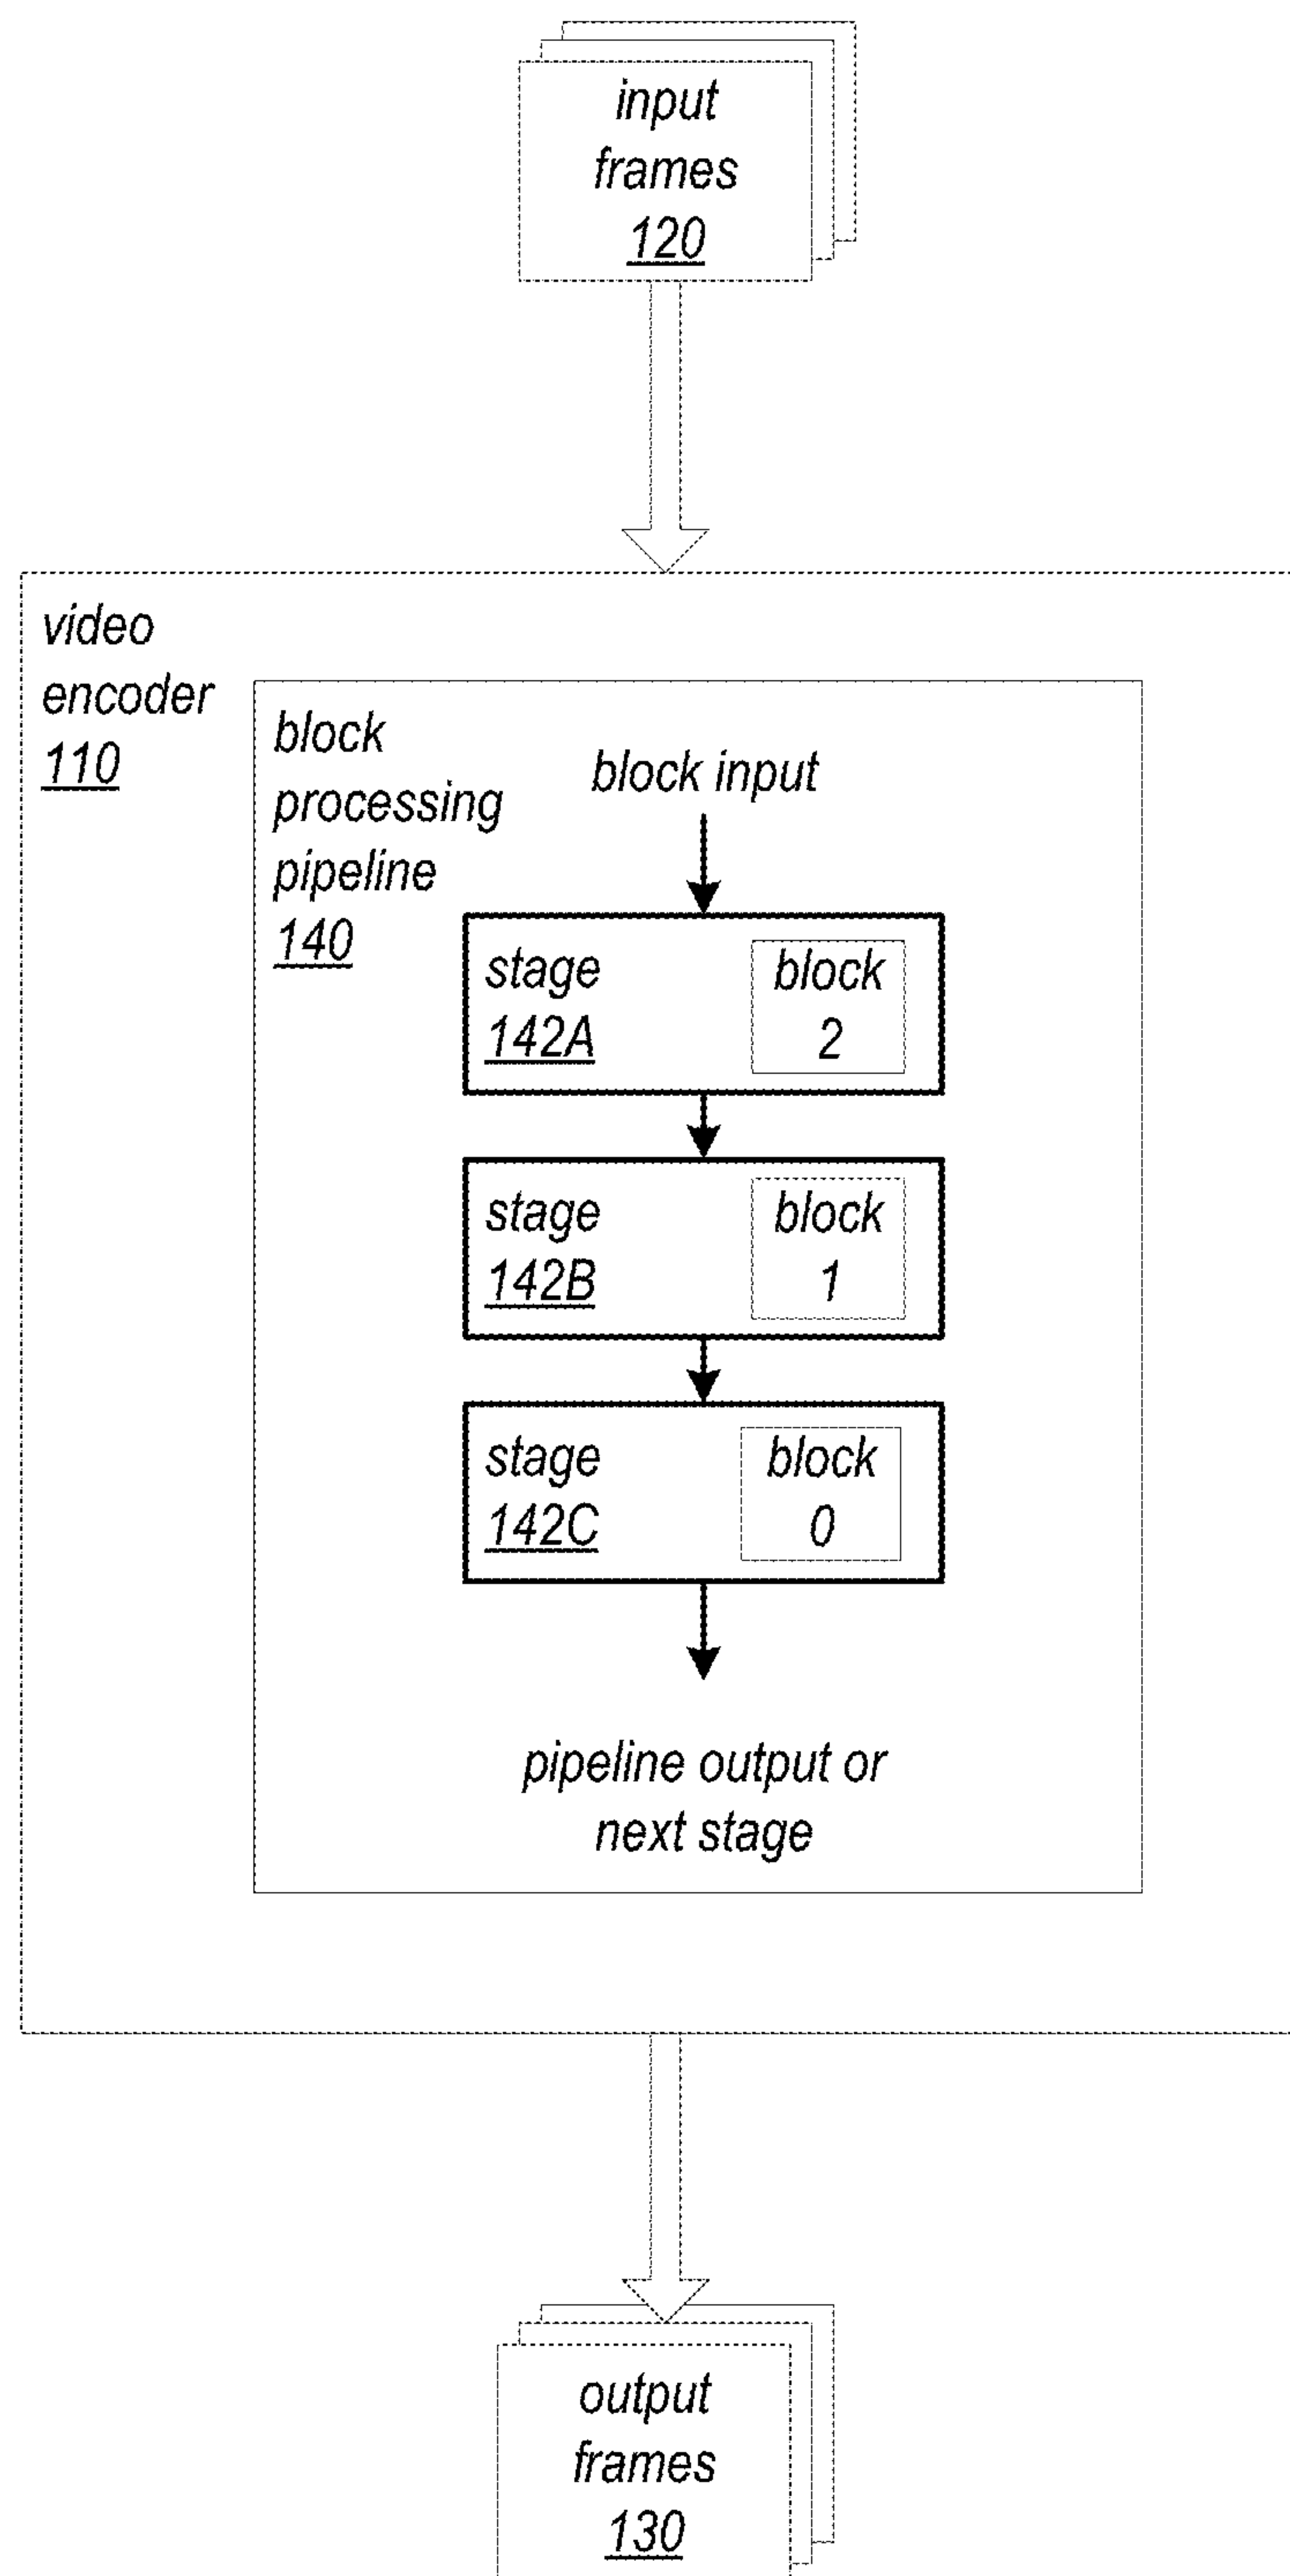 input
frames
120
video
encoder
110
block
processing
pipeline
140
block input
stage
142A
block
2
stage
142B
block
1
stage
142C
block
0
pipeline output or
next stage
output
frames
130